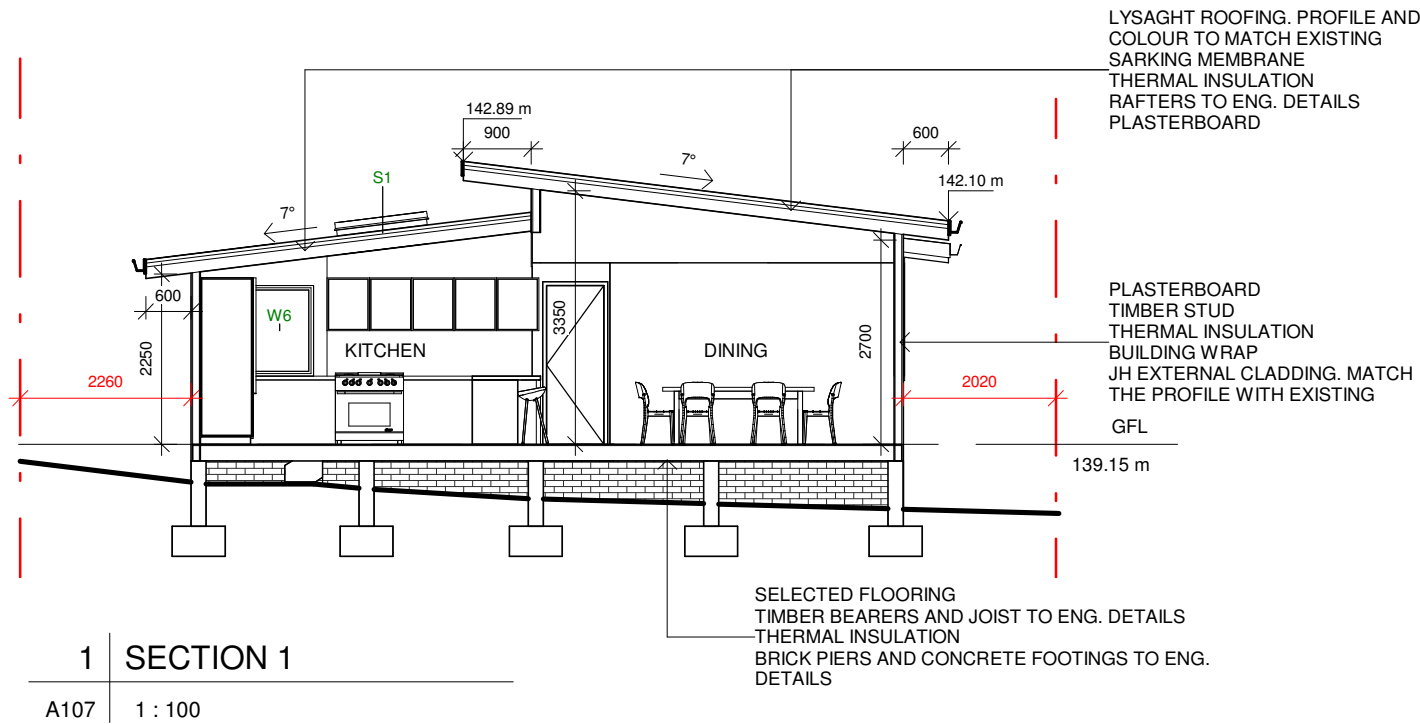 LYSAGHT ROOFING. PROFILE AND
COLOUR TO MATCH EXISTING
SARKING MEMBRANE
THERMAL INSULATION
RAFTERS TO ENG. DETAILS
PLASTERBOARD
142.89 m
900
600
7°
142.10 m
S1
7°
600
W6
2250
3350
2700
KITCHEN
DINING
2260
2020
PLASTERBOARD
TIMBER STUD
THERMAL INSULATION
BUILDING WRAP
JH EXTERNAL CLADDING. MATCH
THE PROFILE WITH EXISTING
GFL
139.15 m
SELECTED FLOORING
TIMBER BEARERS AND JOIST TO ENG. DETAILS
THERMAL INSULATION
BRICK PIERS AND CONCRETE FOOTINGS TO ENG.
DETAILS
1 SECTION 1
A107 1 : 100